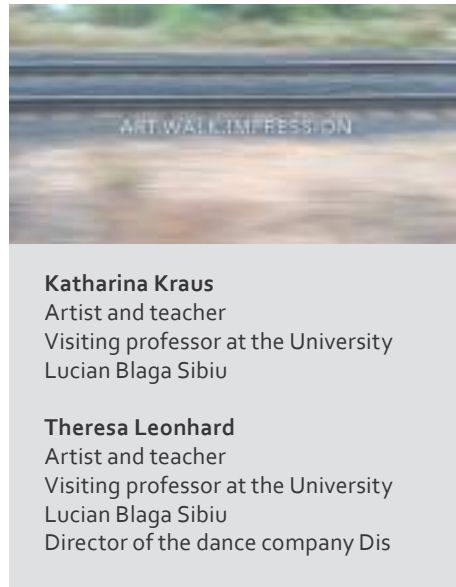 ART.WALK.IMPRESSION
Katharina Kraus
Artist and teacher
Visiting professor at the University
Lucian Blaga Sibiu
Theresa Leonhard
Artist and teacher
Visiting professor at the University
Lucian Blaga Sibiu
Director of the dance company Dis